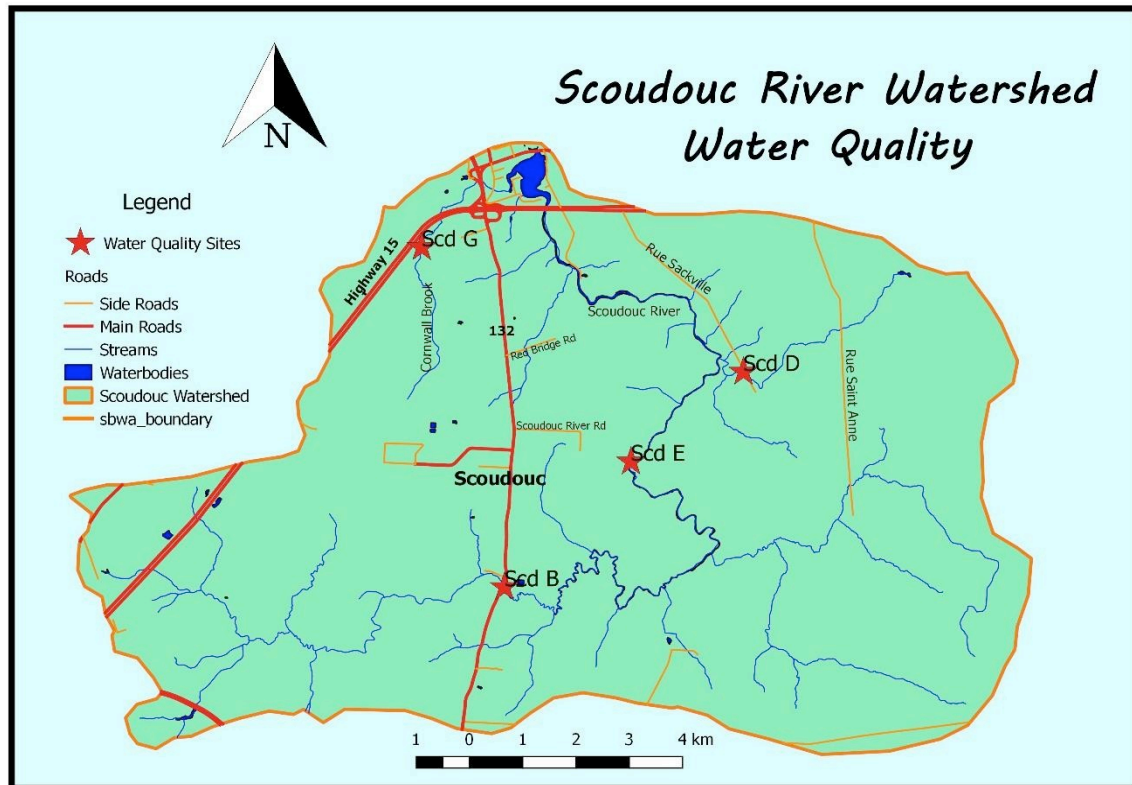 Scoudouc River Watershed
Water Quality
N
Legend
Water Quality Sites
Roads
Side Roads
Main Roads
Streams
Waterbodies
Scoudouc Watershed
sbwa_boundary
Scd G
Highway 15
Cornwall Brook
132
Red Bridge Rd
Rue Sackville
Scoudouc River
Scd D
Rue Saint Anne
Scoudouc River Rd
Scd E
Scoudouc
Scd B
1 0 1 2 3 4 km